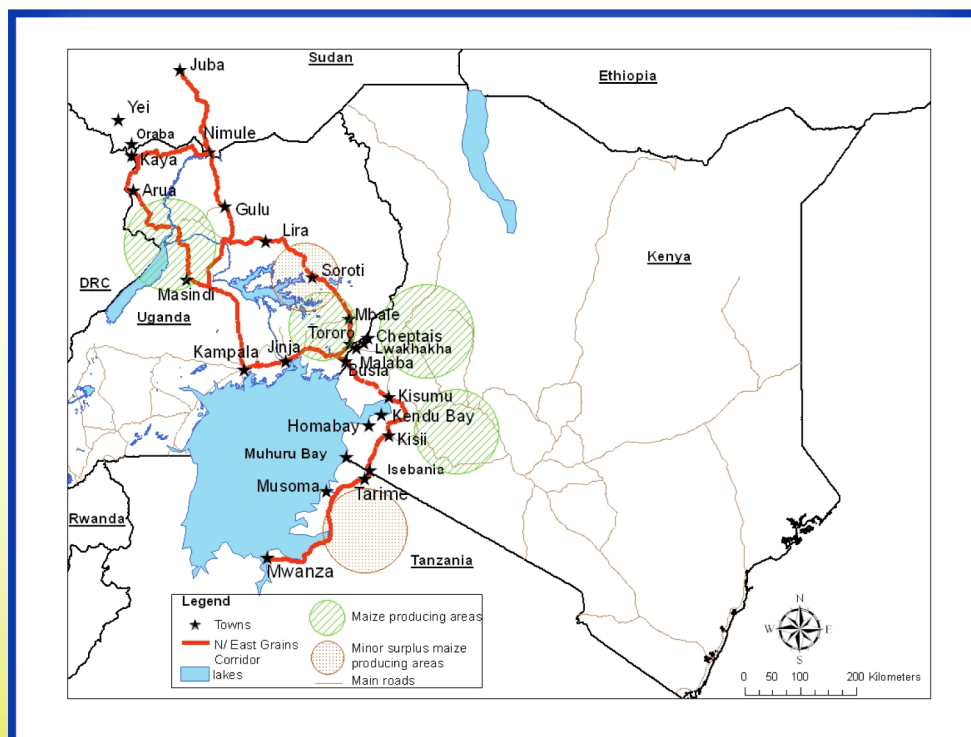 Sudan
Ethiopia
Juba
Yei
Oraba
Nimule
Kaya
Arua
Gulu
Lira
Kenya
Soroti
DRC
Masindi
Uganda
Mbale
Tororo
Cheptais
Lwakhakha
Jinja
Kampala
Malaba
Busia
Kisumu
Kendu Bay
Homabay
Kisii
Muhuru Bay
Isebania
Musoma
Tarime
Rwanda
Tanzania
Mwanza
Legend
Towns
N/ East Grains
Corridor
lakes
Maize producing areas
Minor surplus maize
producing areas
Main roads
N
W E
S
0 50 100 200 Kilometers